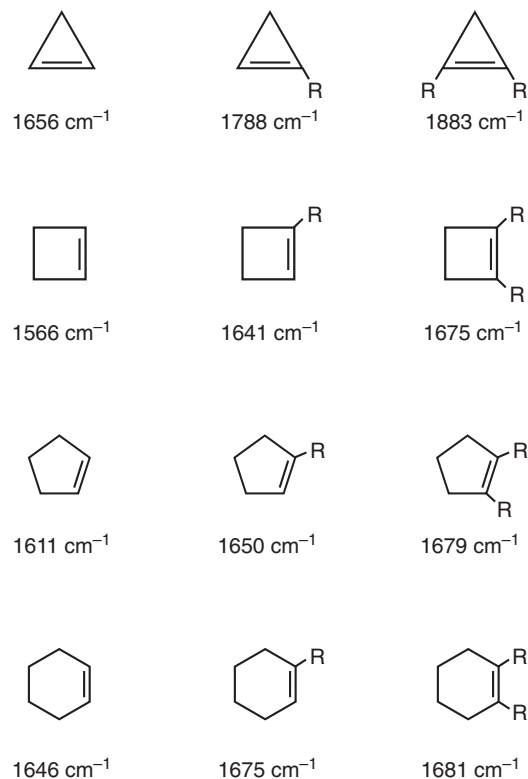 R
R R
1656 cm⁻¹ 1788 cm⁻¹ 1883 cm⁻¹
R R
R
1566 cm⁻¹ 1641 cm⁻¹ 1675 cm⁻¹
R R
R
1611 cm⁻¹ 1650 cm⁻¹ 1679 cm⁻¹
R R
R
1646 cm⁻¹ 1675 cm⁻¹ 1681 cm⁻¹